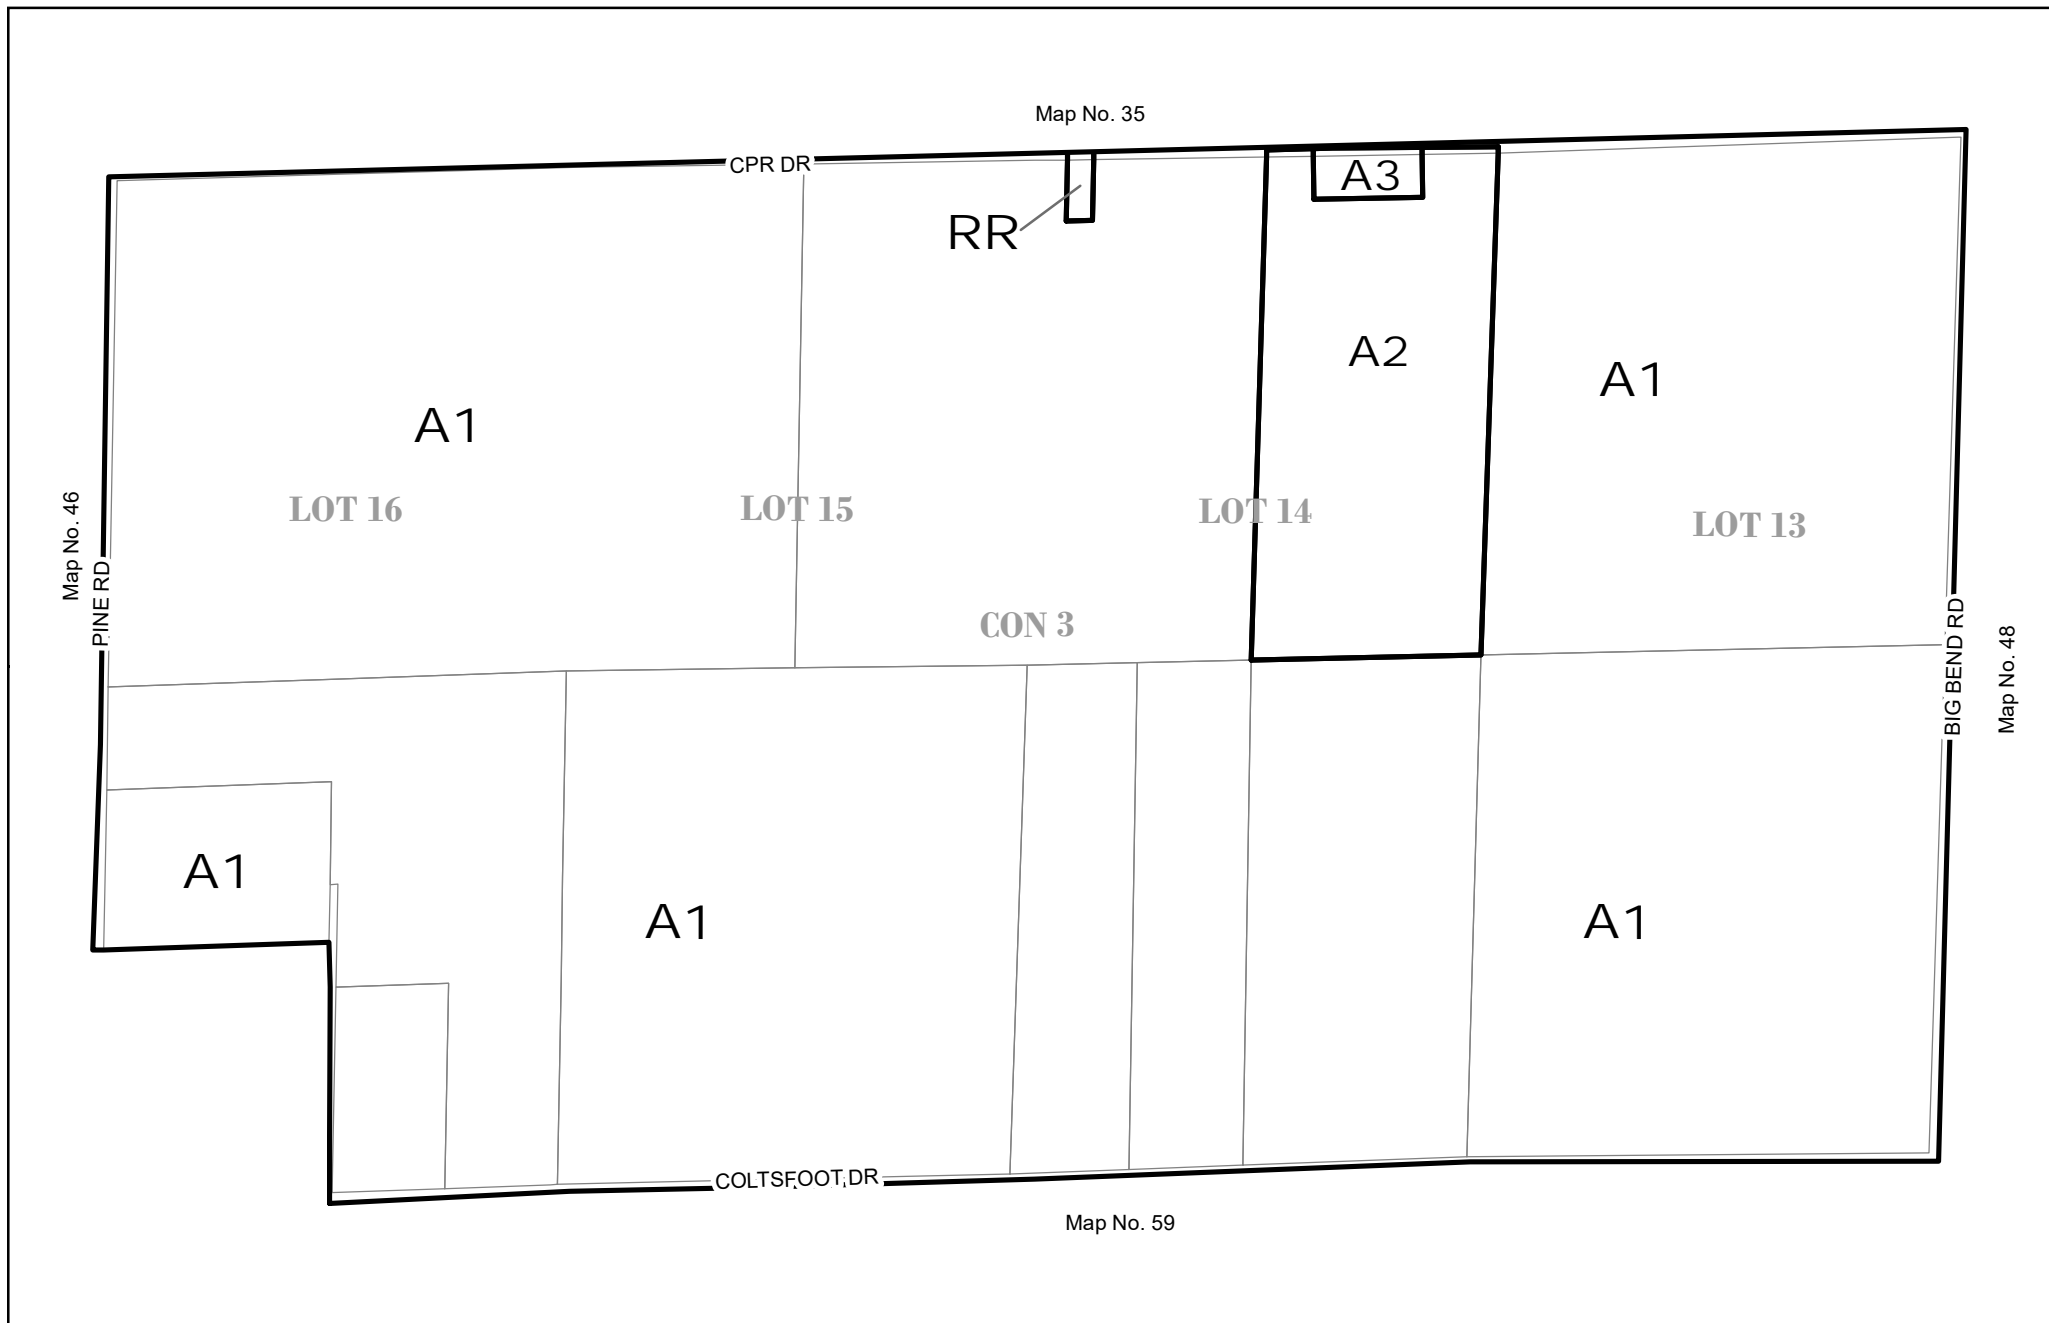 Map No. 35
CPR DR
A3
RR
A2
A1
A1
LOT 16
LOT 15
LOT 14
LOT 13
Map No. 46
PINE RD
CON 3
BIG BEND RD
Map No. 48
A1
A1
A1
COLTSFOOT DR
Map No. 59